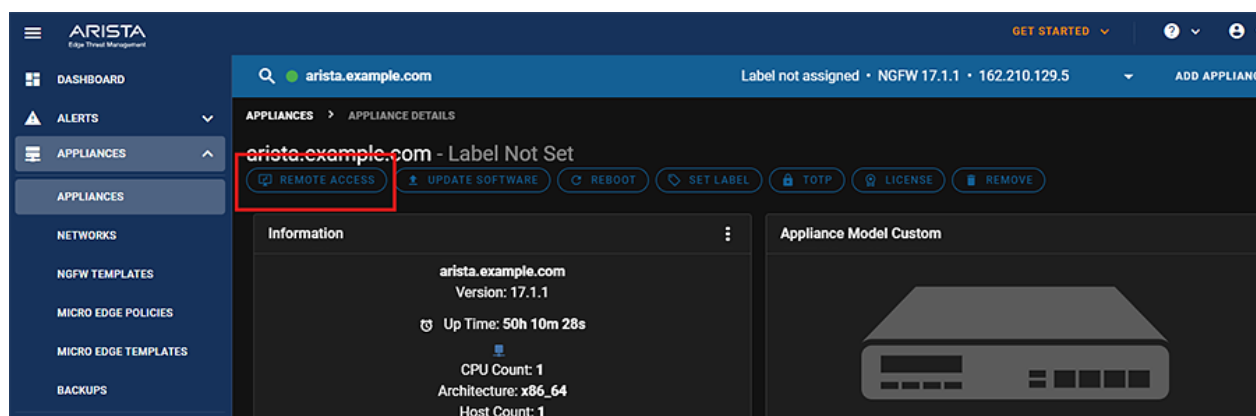 ARISTA
Edge Threat Management
GET STARTED
DASHBOARD
arista.example.com
Label not assigned • NGFW 17.1.1 • 162.210.129.5
ADD APPLIANC
ALERTS
APPLIANCES > APPLIANCE DETAILS
APPLIANCES
arista.example.com - Label Not Set
REMOTE ACCESS
UPDATE SOFTWARE
REBOOT
SET LABEL
TOTP
LICENSE
REMOVE
APPLIANCES
NETWORKS
NGFW TEMPLATES
MICRO EDGE POLICIES
MICRO EDGE TEMPLATES
BACKUPS
Information
arista.example.com
Version: 17.1.1
Up Time: 50h 10m 28s
CPU Count: 1
Architecture: x86_64
Host Count: 1
Appliance Model Custom